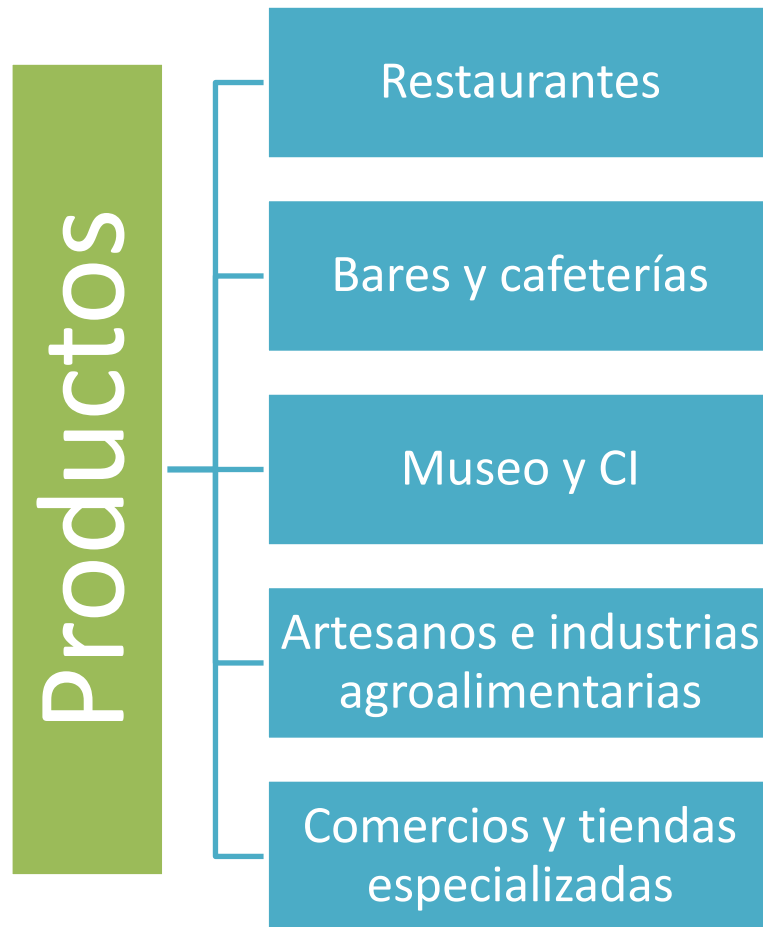 Productos
Restaurantes
Bares y cafeterías
Museo y CI
Artesanos e industrias
agroalimentarias
Comercios y tiendas
especializadas